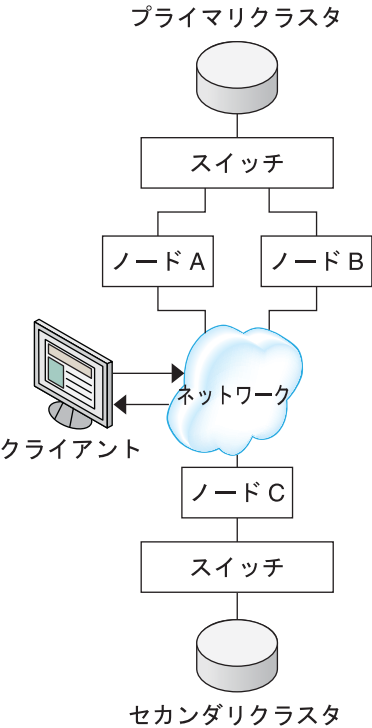 プライマリクラスタ
スイッチ
ノード A
ノード B
ネットワーク
クライアント
ノード C
スイッチ
セカンダリクラスタ